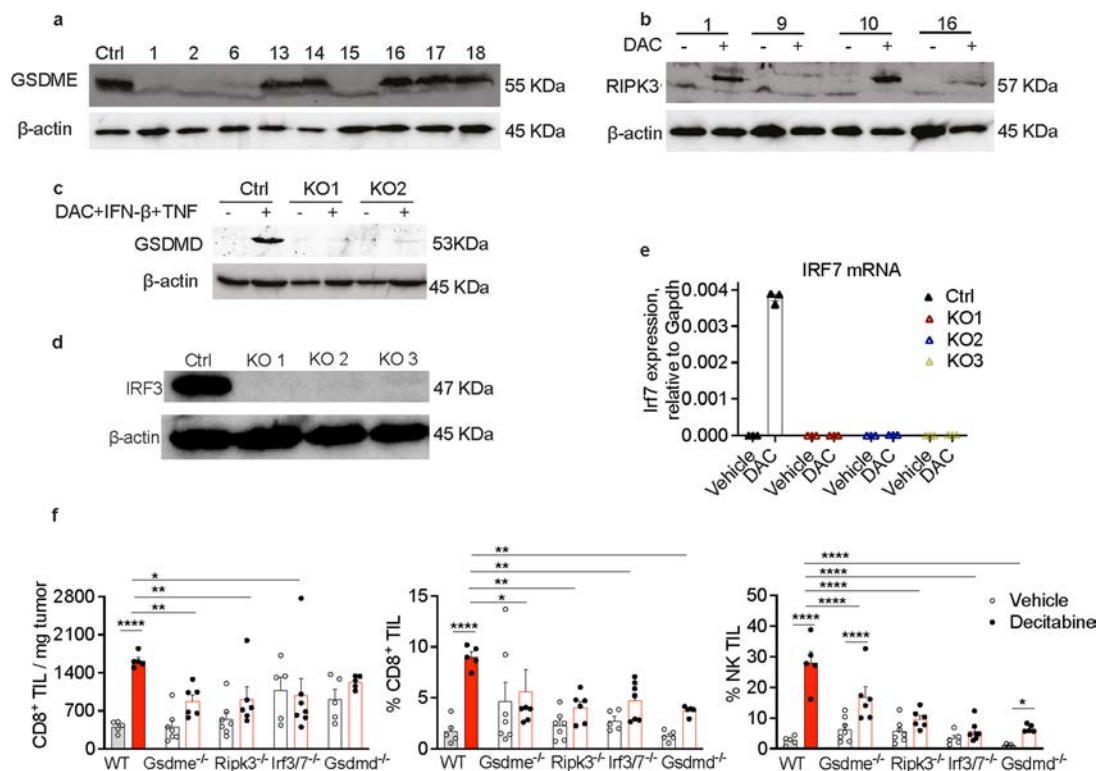 a
Ctrl 1 2 6 13 14 15 16 17 18
GSDME 55 KDa
β-actin 45 KDa
b
1 9 10 16
DAC - + - + - + - +
RIPK3 57 KDa
β-actin 45 KDa
c
Ctrl KO1 KO2
DAC+IFN-β+TNF - + - + - +
GSDMD 53KDa
β-actin 45 KDa
d
Ctrl KO 1 KO 2 KO 3
IRF3 47 KDa
β-actin 45 KDa
e
IRF7 mRNA
Irf7 expression,
relative to Gapdh
0.004
0.003
0.002
0.001
0.000
Ctrl
KO1
KO2
KO3
Vehicle DAC Vehicle DAC Vehicle DAC Vehicle DAC
f
CD8⁺ TIL / mg tumor
2800
2100
1400
700
0
*
**
**
****
WT Gsdme⁻/⁻ Ripk3⁻/⁻ Irf3/7⁻/⁻ Gsdmd⁻/⁻
% CD8⁺ TIL
15
10
5
0
**
**
**
*
****
WT Gsdme⁻/⁻ Ripk3⁻/⁻ Irf3/7⁻/⁻ Gsdmd⁻/⁻
% NK TIL
50
40
30
20
10
0
****
****
****
****
****
****
*
Vehicle
Decitabine
WT Gsdme⁻/⁻ Ripk3⁻/⁻ Irf3/7⁻/⁻ Gsdmd⁻/⁻